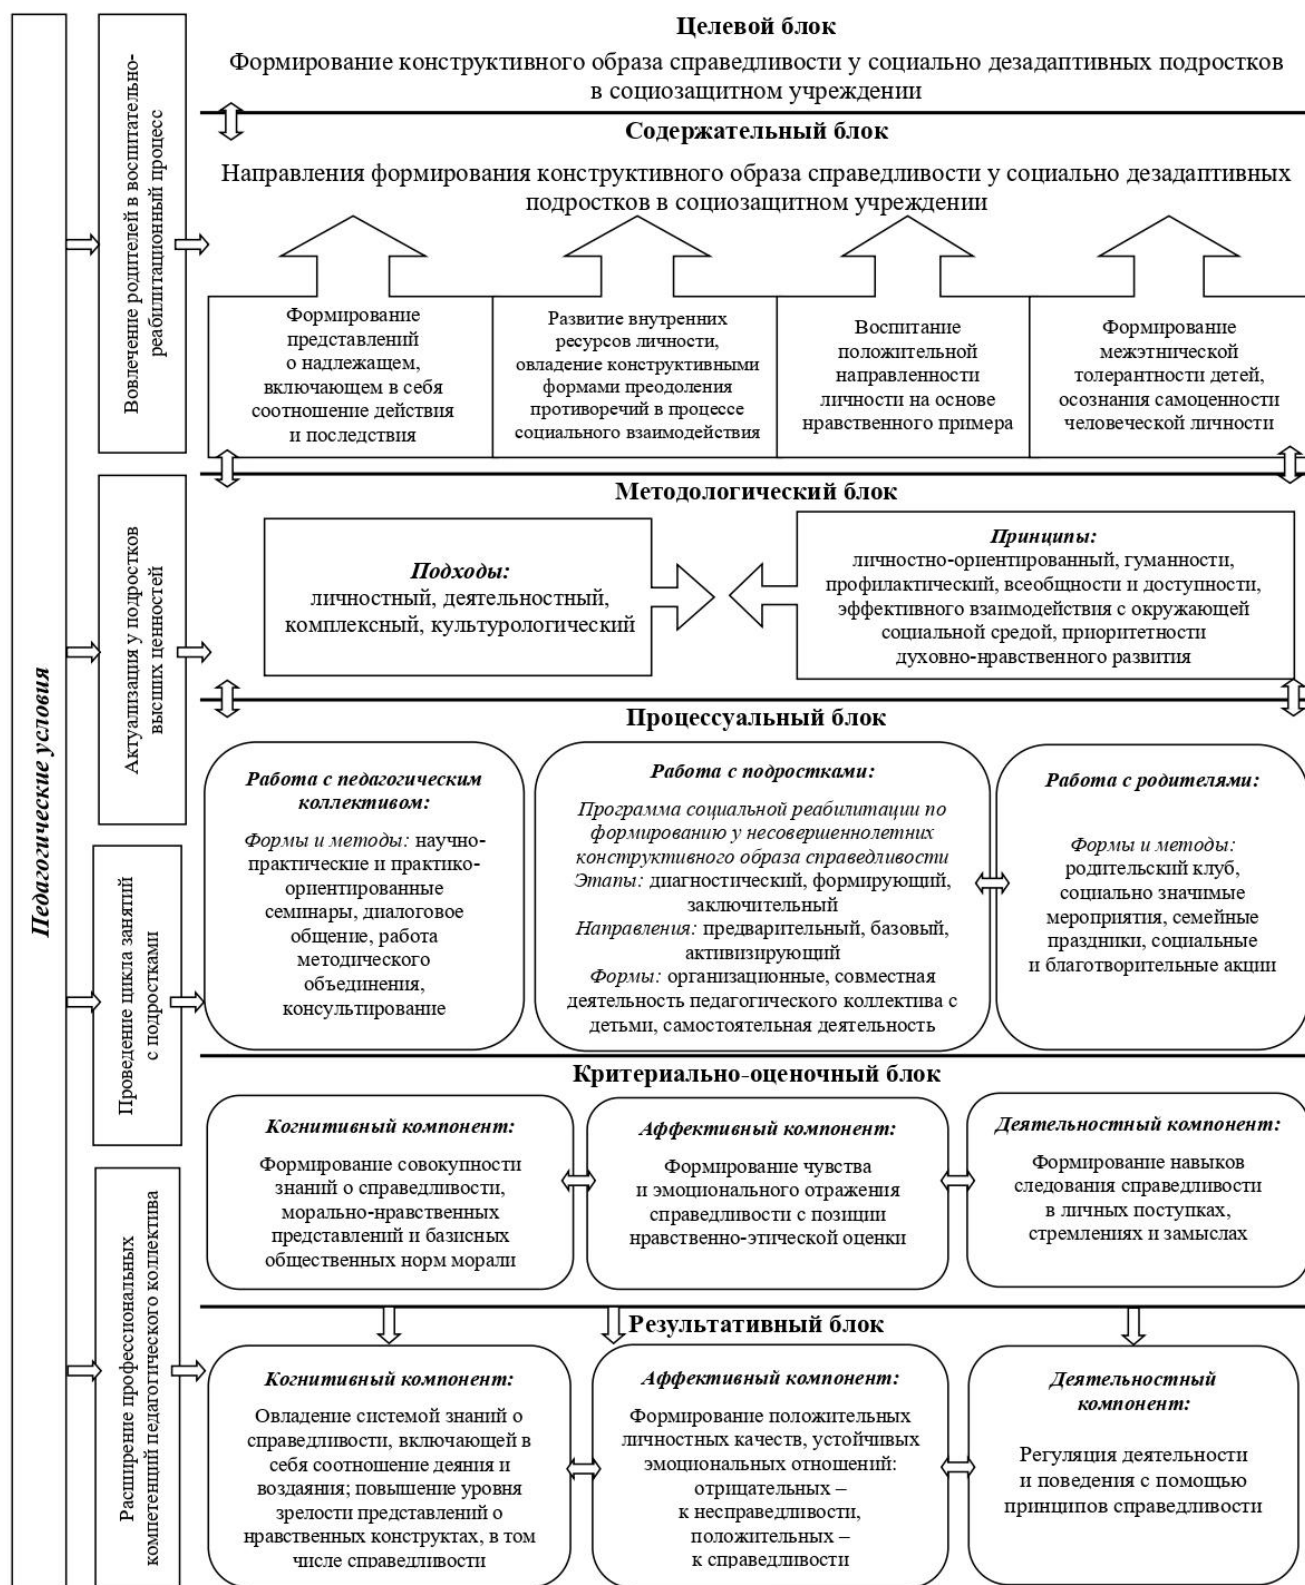 Педагогические условия
Вовлечение родителей в воспитательно-
реабилитационный процесс
Актуализация у подростков
высших ценностей
Проведение цикла занятий
с подростками
Расширение профессиональных
компетенций педагогического коллектива
Целевой блок
Формирование конструктивного образа справедливости у социально дезадаптивных подростков
в социозащитном учреждении
Содержательный блок
Направления формирования конструктивного образа справедливости у социально дезадаптивных
подростков в социозащитном учреждении
Формирование
представлений
о надлежащем,
включающем в себя
соотношение действия
и последствия
Развитие внутренних
ресурсов личности,
овладение конструктивными
формами преодоления
противоречий в процессе
социального взаимодействия
Воспитание
положительной
направленности
личности на основе
нравственного примера
Формирование
межэтнической
толерантности детей,
осознания самоценности
человеческой личности
Методологический блок
Подходы:
личностный, деятельностный,
комплексный, культурологический
Принципы:
личностно-ориентированный, гуманности,
профилактический, всеобщности и доступности,
эффективного взаимодействия с окружающей
социальной средой, приоритетности
духовно-нравственного развития
Процессуальный блок
Работа с педагогическим
коллективом:
Формы и методы: научно-
практические и практико-
ориентированные
семинары, диалоговое
общение, работа
методического
объединения,
консультирование
Работа с подростками:
Программа социальной реабилитации по
формированию у несовершеннолетних
конструктивного образа справедливости
Этапы: диагностический, формирующий,
заключительный
Направления: предварительный, базовый,
активизирующий
Формы: организационные, совместная
деятельность педагогического коллектива с
детьми, самостоятельная деятельность
Работа с родителями:
Формы и методы:
родительский клуб,
социально значимые
мероприятия, семейные
праздники, социальные
и благотворительные акции
Критериально-оценочный блок
Когнитивный компонент:
Формирование совокупности
знаний о справедливости,
морально-нравственных
представлений и базисных
общественных норм морали
Аффективный компонент:
Формирование чувства
и эмоционального отражения
справедливости с позиции
нравственно-этической оценки
Деятельностный компонент:
Формирование навыков
следования справедливости
в личных поступках,
стремлениях и замыслах
Результативный блок
Когнитивный компонент:
Овладение системой знаний о
справедливости, включающей в
себя соотношение деяния и
воздаяния; повышение уровня
зрелости представлений о
нравственных конструктах, в том
числе справедливости
Аффективный компонент:
Формирование положительных
личностных качеств, устойчивых
эмоциональных отношений:
отрицательных –
к несправедливости,
положительных –
к справедливости
Деятельностный
компонент:
Регуляция деятельности
и поведения с помощью
принципов справедливости